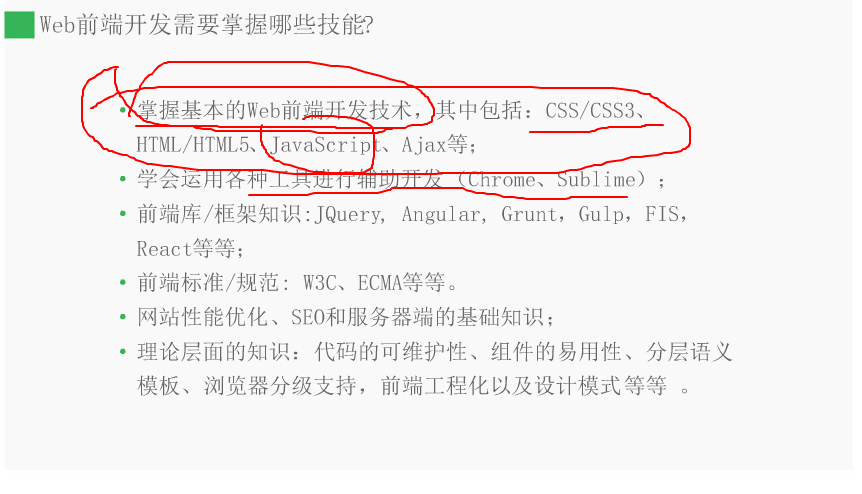 Web前端开发需要掌握哪些技能?
• 掌握基本的Web前端开发技术，其中包括：CSS/CSS3、
HTML/HTML5、JavaScript、Ajax等；
• 学会运用各种工具进行辅助开发（Chrome、Sublime）；
• 前端库/框架知识:JQuery, Angular, Grunt，Gulp，FIS，
React等等；
• 前端标准/规范: W3C、ECMA等等。
• 网站性能优化、SEO和服务器端的基础知识；
• 理论层面的知识：代码的可维护性、组件的易用性、分层语义
模板、浏览器分级支持，前端工程化以及设计模式等等 。